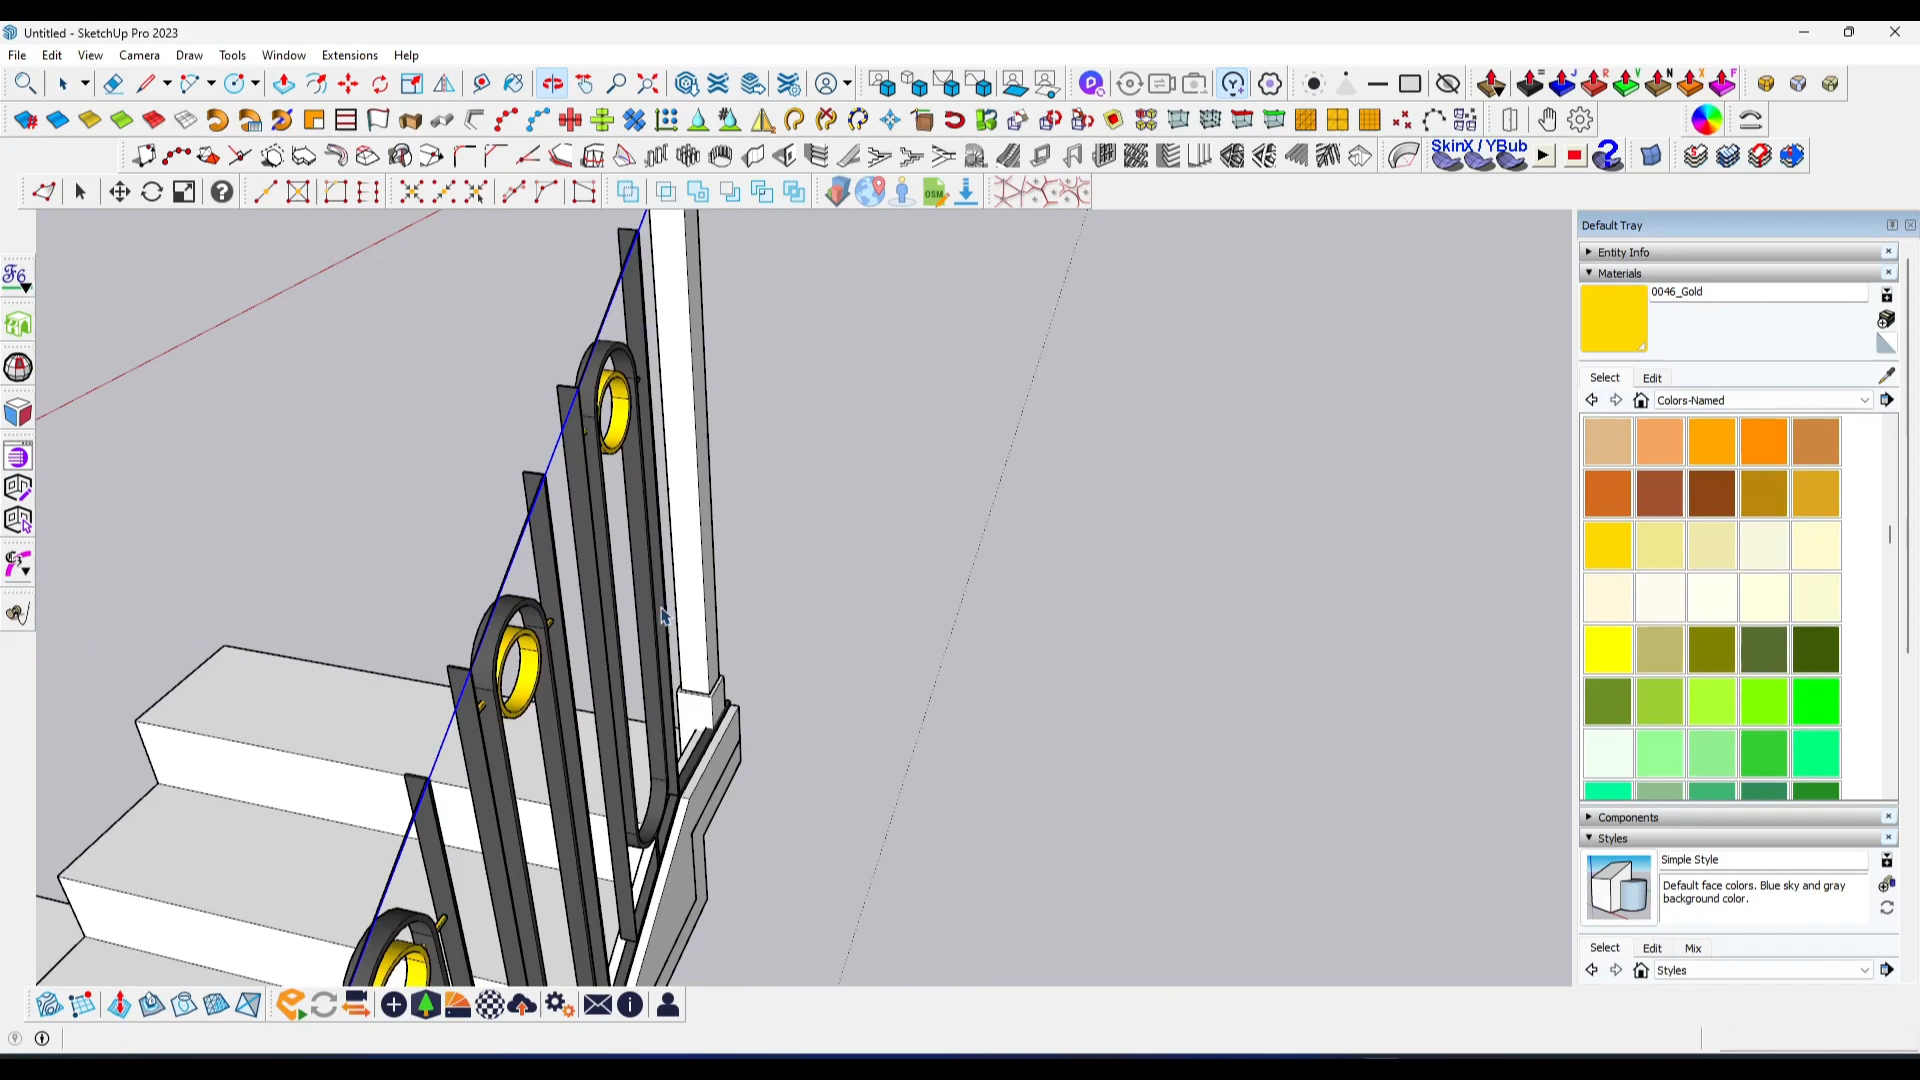 Untitled - SketchUp Pro 2023
File Edit View Camera Draw Tools Window Extensions Help
SkinX / YBub
OSM
Default Tray
Entity Info
Materials
0046_Gold
Select Edit
Colors-Named
Components
Styles
Simple Style
Default face colors. Blue sky and gray
background color.
Select Edit Mix
Styles